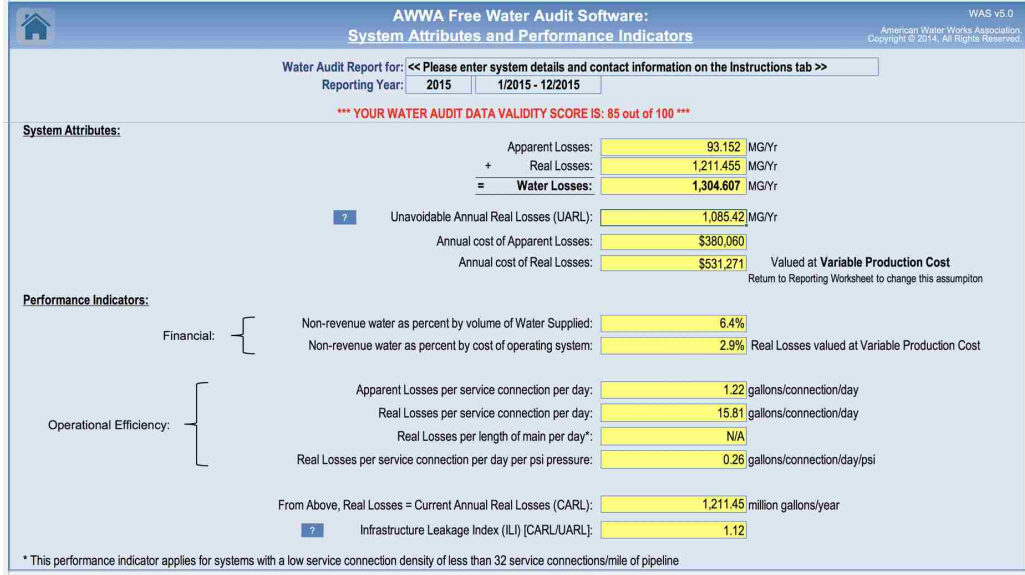 AWWA Free Water Audit Software:
WAS v5.0
System Attributes and Performance Indicators
American Water Works Association.
Copyright © 2014, All Rights Reserved.
Water Audit Report for: << Please enter system details and contact information on the Instructions tab >>
Reporting Year: 2015 1/2015 - 12/2015
*** YOUR WATER AUDIT DATA VALIDITY SCORE IS: 85 out of 100 ***
System Attributes:
Apparent Losses: 93.152 MG/Yr
+ Real Losses: 1,211.455 MG/Yr
= Water Losses: 1,304.607 MG/Yr
? Unavoidable Annual Real Losses (UARL): 1,085.42 MG/Yr
Annual cost of Apparent Losses: $380,060
Annual cost of Real Losses: $531,271 Valued at Variable Production Cost
Return to Reporting Worksheet to change this assumpiton
Performance Indicators:
Financial:
Non-revenue water as percent by volume of Water Supplied: 6.4%
Non-revenue water as percent by cost of operating system: 2.9% Real Losses valued at Variable Production Cost
Operational Efficiency:
Apparent Losses per service connection per day: 1.22 gallons/connection/day
Real Losses per service connection per day: 15.81 gallons/connection/day
Real Losses per length of main per day*: N/A
Real Losses per service connection per day per psi pressure: 0.26 gallons/connection/day/psi
From Above, Real Losses = Current Annual Real Losses (CARL): 1,211.45 million gallons/year
? Infrastructure Leakage Index (ILI) [CARL/UARL]: 1.12
* This performance indicator applies for systems with a low service connection density of less than 32 service connections/mile of pipeline